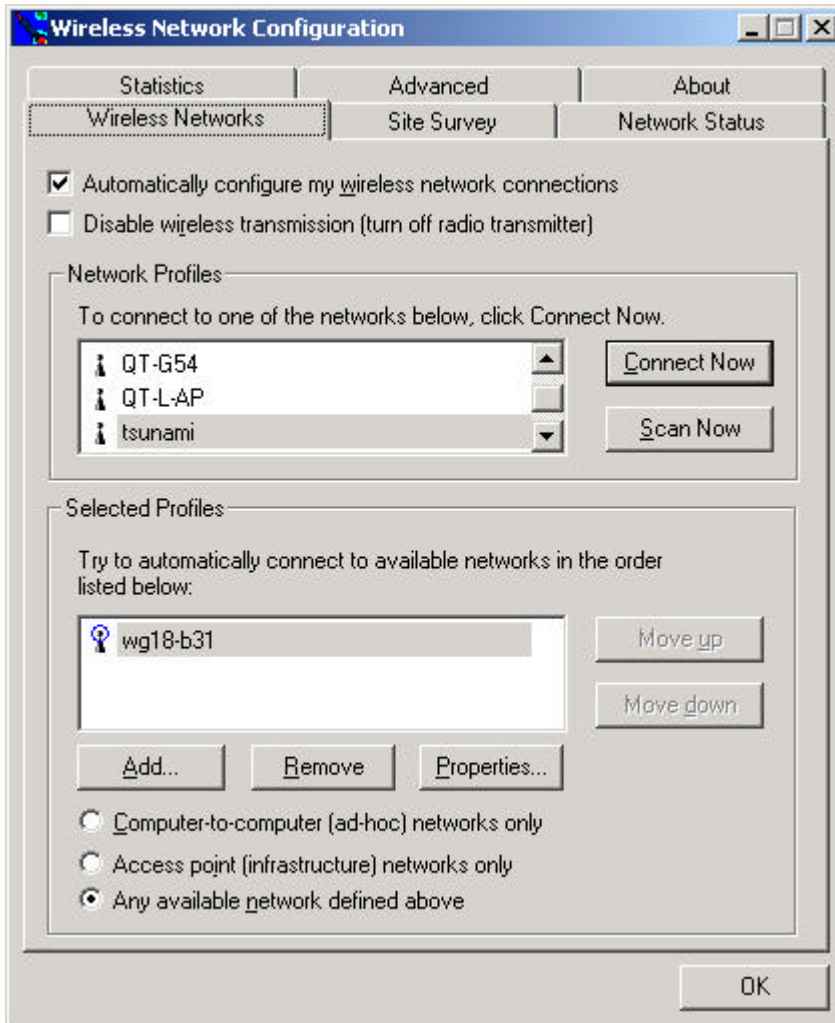 Wireless Network Configuration
Statistics
Advanced
About
Wireless Networks
Site Survey
Network Status
Automatically configure my wireless network connections
Disable wireless transmission (turn off radio transmitter)
Network Profiles
To connect to one of the networks below, click Connect Now.
QT-G54
QT-L-AP
tsunami
Connect Now
Scan Now
Selected Profiles
Try to automatically connect to available networks in the order
listed below:
wg18-b31
Move up
Move down
Add...
Remove
Properties...
Computer-to-computer (ad-hoc) networks only
Access point (infrastructure) networks only
Any available network defined above
OK